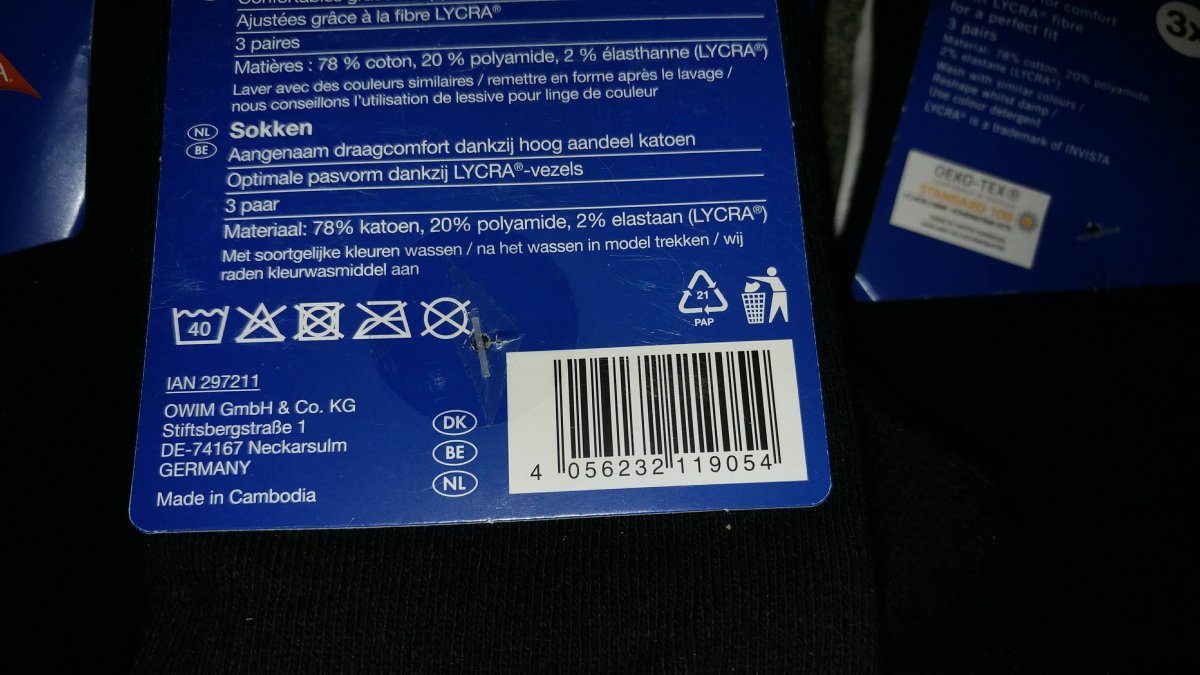 Confortables
Ajustées grâce à la fibre LYCRA®
3 paires
Matières : 78 % coton, 20 % polyamide, 2 % élasthanne (LYCRA®)
Laver avec des couleurs similaires / remettre en forme après le lavage /
nous conseillons l'utilisation de lessive pour linge de couleur
NL
BE
Sokken
Aangenaam draagcomfort dankzij hoog aandeel katoen
Optimale pasvorm dankzij LYCRA®-vezels
3 paar
Materiaal: 78% katoen, 20% polyamide, 2% elastaan (LYCRA®)
Met soortgelijke kleuren wassen / na het wassen in model trekken / wij
raden kleurwasmiddel aan
40
21
PAP
IAN 297211
OWIM GmbH & Co. KG
Stiftsbergstraße 1
DE-74167 Neckarsulm
GERMANY
Made in Cambodia
DK
BE
NL
4 056232 119054
for comfort
LYCRA® fibre
for a perfect fit
3 pairs
Material: 78% cotton, 20% polyamide,
2% elastane (LYCRA®)
Wash with similar colours /
Reshape whilst damp /
Use colour detergent
LYCRA® is a trademark of INVISTA
3x
OEKO-TEX®
STANDARD 100
A.